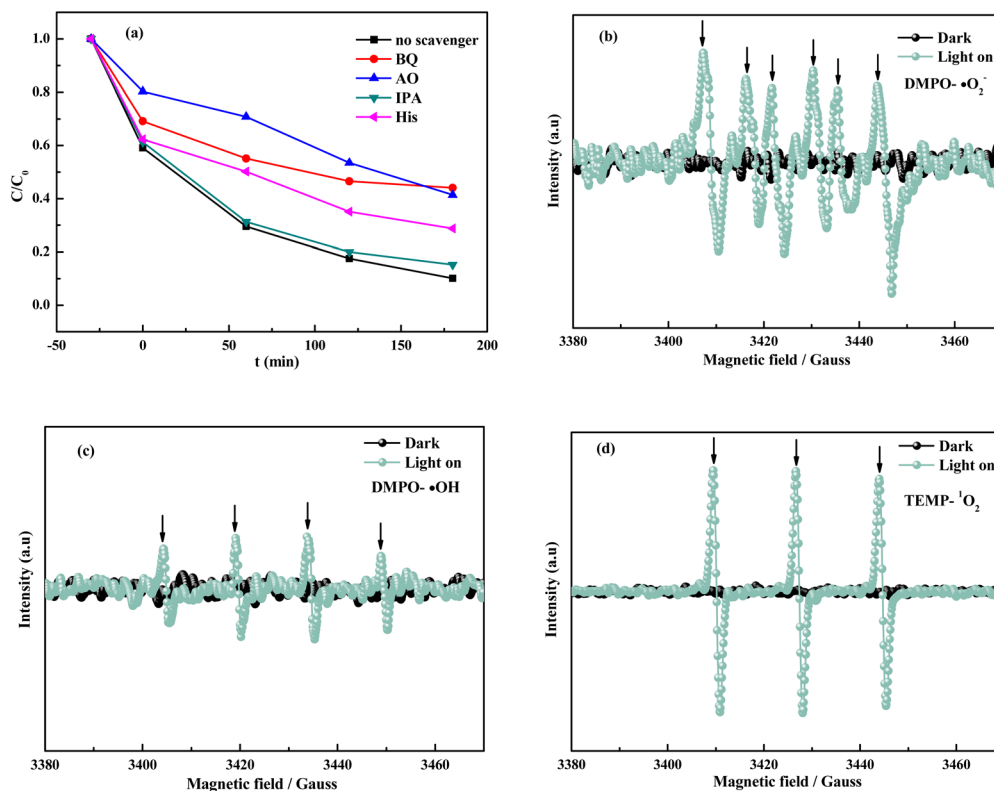 (a)
no scavenger
BQ
AO
IPA
His
1.0
0.8
0.6
0.4
0.2
0.0
C/C0
-50
0
50
100
150
200
t (min)
(b)
Dark
Light on
DMPO- •O2-
Intensity (a.u)
3380
3400
3420
3440
3460
Magnetic field / Gauss
(c)
Dark
Light on
DMPO- •OH
Intensity (a.u)
3380
3400
3420
3440
3460
Magnetic field / Gauss
(d)
Dark
Light on
TEMP- 1O2
Intensity (a.u)
3380
3400
3420
3440
3460
Magnetic field / Gauss